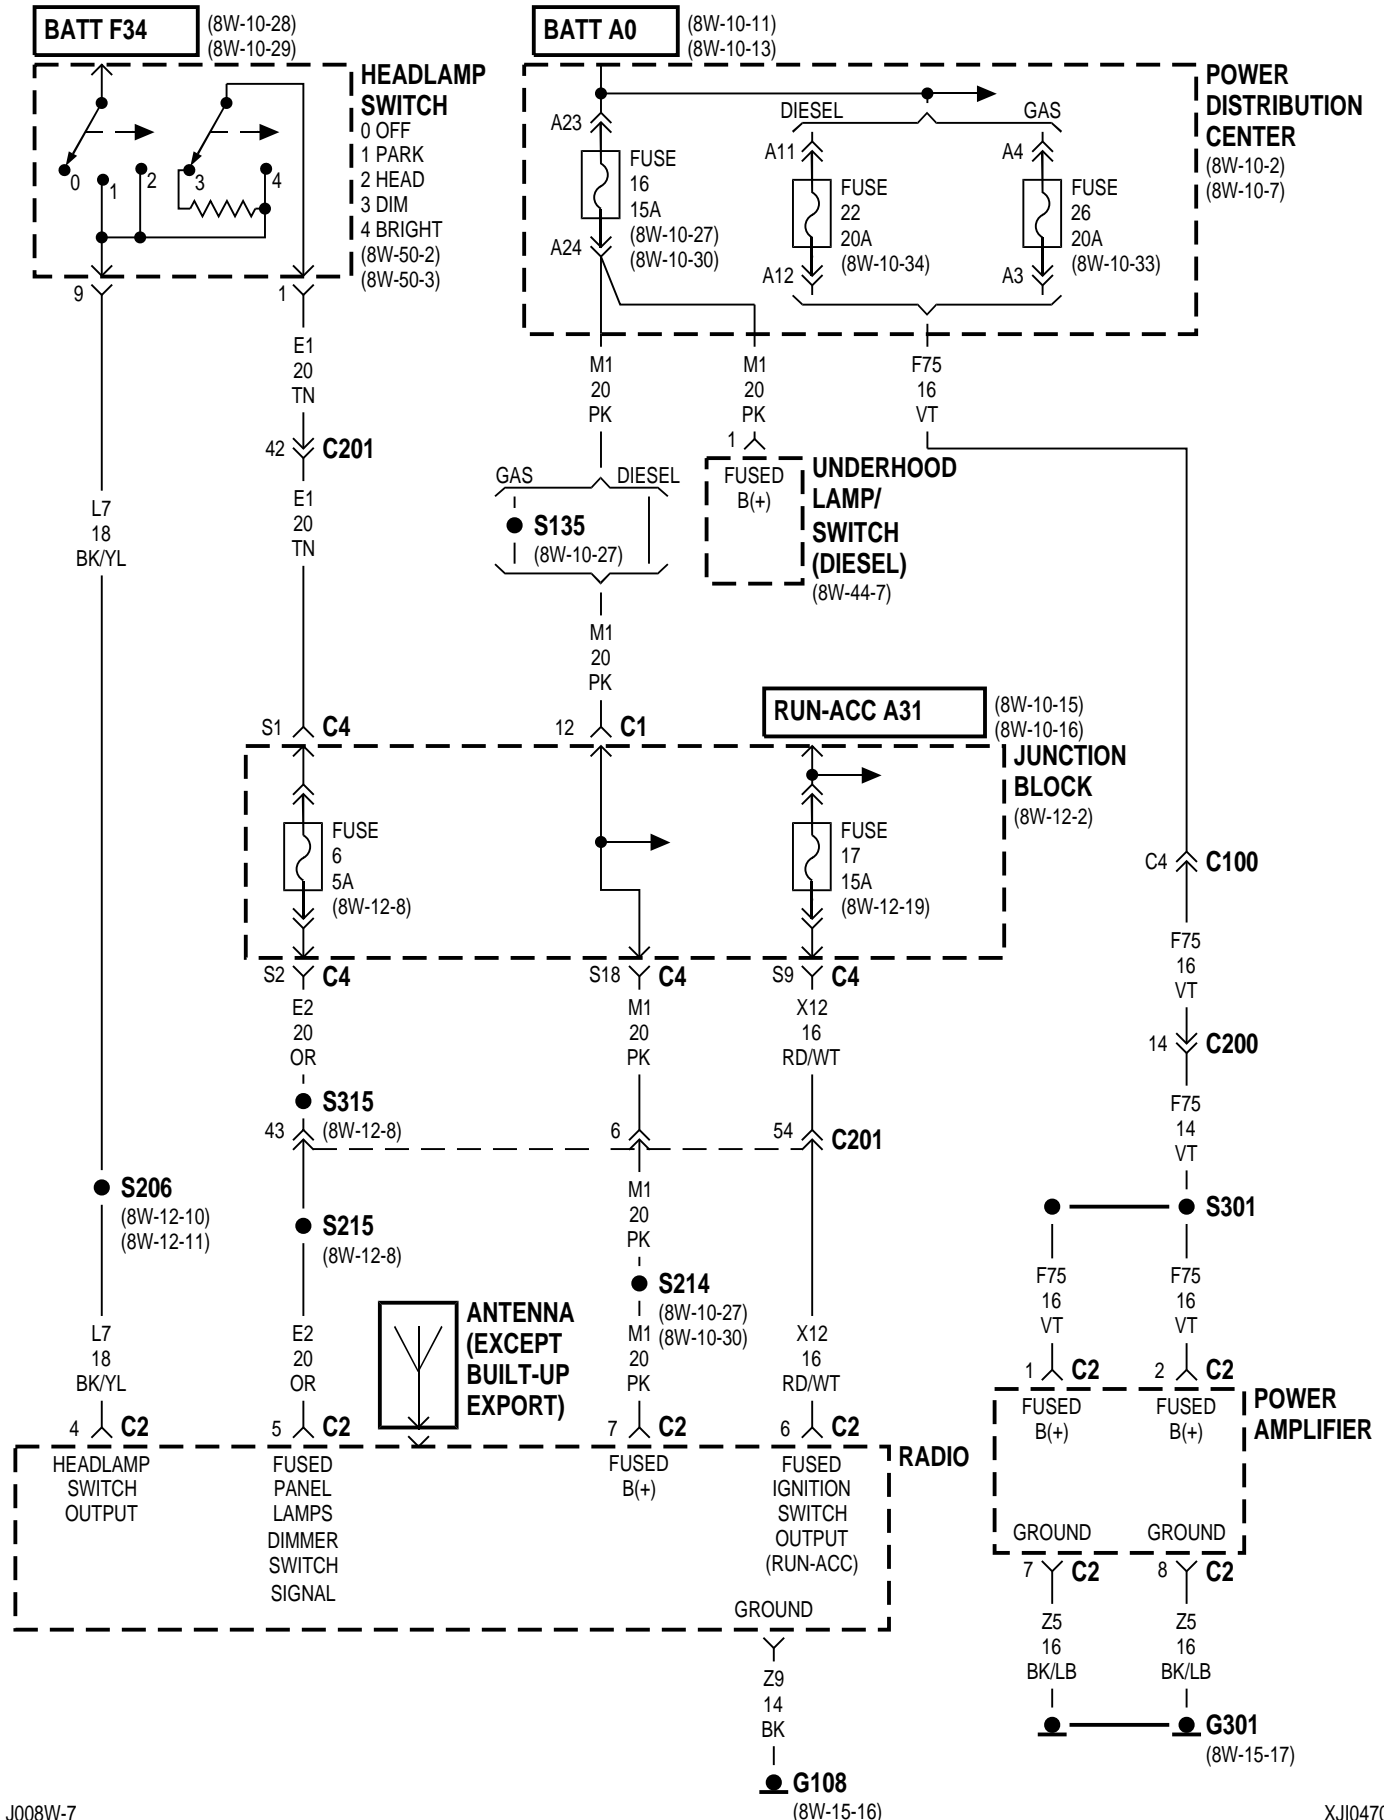 BATT F34
(8W-10-28)
(8W-10-29)
BATT A0
(8W-10-11)
(8W-10-13)
HEADLAMP
SWITCH
0 OFF
1 PARK
2 HEAD
3 DIM
4 BRIGHT
(8W-50-2)
(8W-50-3)
0
1
2
3
4
9
1
POWER
DISTRIBUTION
CENTER
(8W-10-2)
(8W-10-7)
A23
FUSE
16
15A
(8W-10-27)
(8W-10-30)
A24
DIESEL
GAS
A11
FUSE
22
20A
(8W-10-34)
A12
A4
FUSE
26
20A
(8W-10-33)
A3
E1
20
TN
42
C201
E1
20
TN
L7
18
BK/YL
M1
20
PK
M1
20
PK
F75
16
VT
GAS
DIESEL
S135
(8W-10-27)
1
FUSED
B(+)
UNDERHOOD
LAMP/
SWITCH
(DIESEL)
(8W-44-7)
M1
20
PK
S1
C4
12
C1
RUN-ACC A31
(8W-10-15)
(8W-10-16)
JUNCTION
BLOCK
(8W-12-2)
FUSE
6
5A
(8W-12-8)
FUSE
17
15A
(8W-12-19)
C4
C100
S2
C4
S18
C4
S9
C4
E2
20
OR
M1
20
PK
X12
16
RD/WT
F75
16
VT
14
C200
S315
(8W-12-8)
43
6
54
C201
F75
14
VT
S206
(8W-12-10)
(8W-12-11)
S215
(8W-12-8)
M1
20
PK
S214
(8W-10-27)
(8W-10-30)
S301
F75
16
VT
F75
16
VT
L7
18
BK/YL
E2
20
OR
ANTENNA
(EXCEPT
BUILT-UP
EXPORT)
M1
20
PK
X12
16
RD/WT
1
C2
2
C2
4
C2
5
C2
7
C2
6
C2
POWER
AMPLIFIER
FUSED
B(+)
FUSED
B(+)
GROUND
GROUND
RADIO
HEADLAMP
SWITCH
OUTPUT
FUSED
PANEL
LAMPS
DIMMER
SWITCH
SIGNAL
FUSED
B(+)
FUSED
IGNITION
SWITCH
OUTPUT
(RUN-ACC)
GROUND
7
C2
8
C2
Z5
16
BK/LB
Z5
16
BK/LB
G301
(8W-15-17)
Z9
14
BK
G108
(8W-15-16)
J008W-7
XJI0470